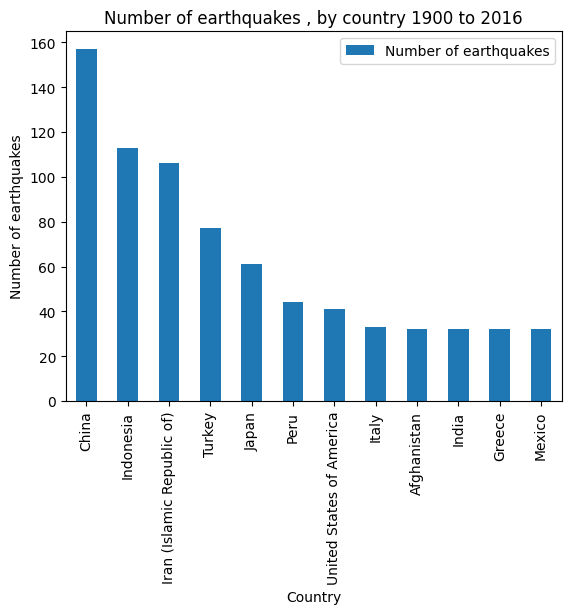 Number of earthquakes , by country 1900 to 2016
Number of earthquakes
Number of earthquakes
160
140
120
100
80
60
40
20
0
China
Indonesia
Iran (Islamic Republic of)
Turkey
Japan
Peru
United States of America
Italy
Afghanistan
India
Greece
Mexico
Country